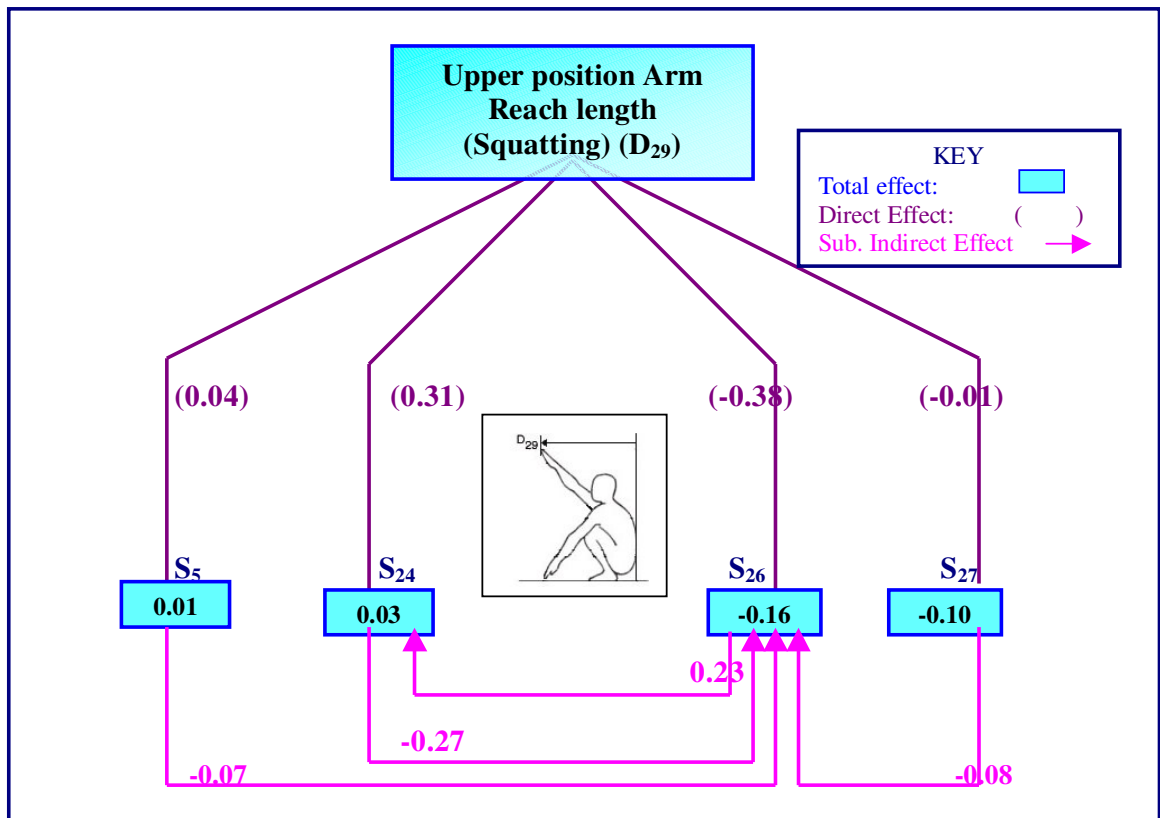 Upper position Arm
Reach length
(Squatting) (D₂₉)
KEY
Total effect:
Direct Effect: ( )
Sub. Indirect Effect
(0.04)
(0.31)
(-0.38)
(-0.01)
D₂₉
S₅
S₂₄
S₂₆
S₂₇
0.01
0.03
-0.16
-0.10
0.23
-0.27
-0.07
-0.08